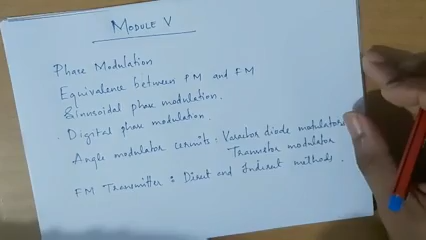 MODULE V
Phase Modulation
Equivalence between PM and FM
Sinusoidal phase modulation.
Digital phase modulation.
Angle modulator circuits: Varactor diode modulators
Transistor modulator
FM Transmitter: Direct and Indirect methods.